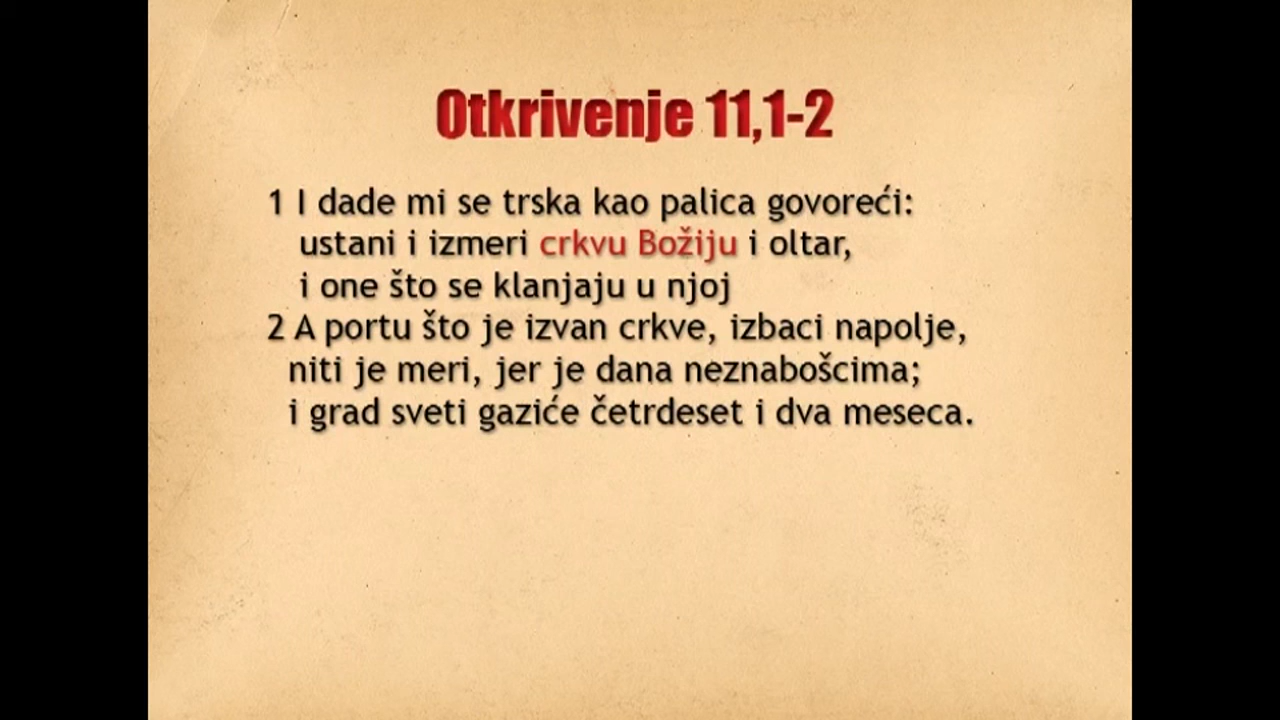 Otkrivenje 11,1-2
1 I dade mi se trska kao palica govoreći:
ustani i izmeri crkvu Božiju i oltar,
i one što se klanjaju u njoj
2 A portu što je izvan crkve, izbaci napolje,
niti je meri, jer je dana neznabošcima;
i grad sveti gaziće četrdeset i dva meseca.